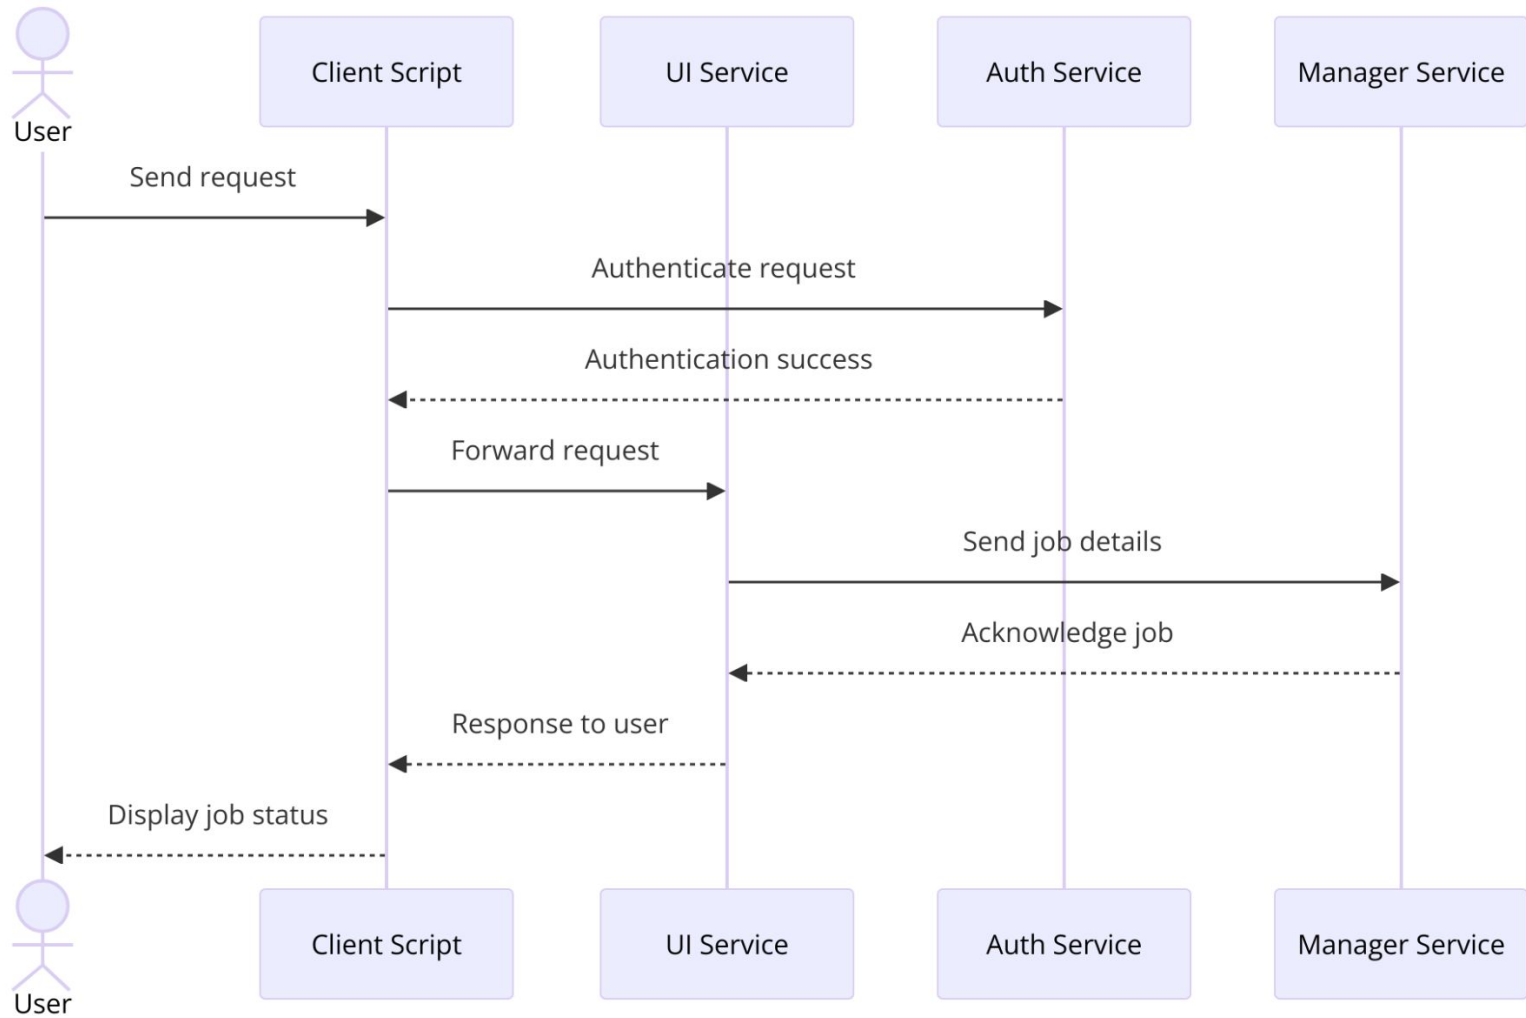 Client Script
UI Service
Auth Service
Manager Service
User
Send request
Authenticate request
Authentication success
Forward request
Send job details
Acknowledge job
Response to user
Display job status
Client Script
UI Service
Auth Service
Manager Service
User